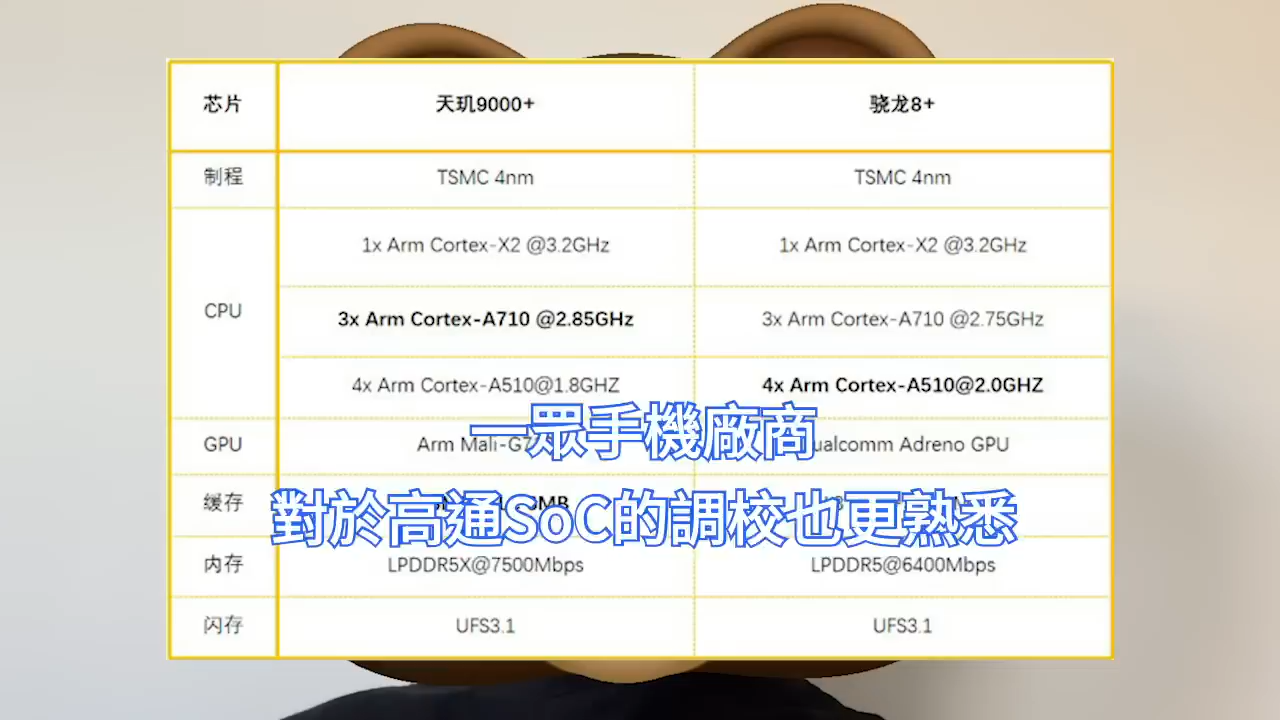 芯片 天玑9000+ 骁龙8+
制程 TSMC 4nm TSMC 4nm
1x Arm Cortex-X2 @3.2GHz 1x Arm Cortex-X2 @3.2GHz
CPU 3x Arm Cortex-A710 @2.85GHz 3x Arm Cortex-A710 @2.75GHz
4x Arm Cortex-A510@1.8GHZ 4x Arm Cortex-A510@2.0GHZ
GPU Arm Adreno GPU
缓存
内存 LPDDR5X@7500Mbps LPDDR5@6400Mbps
闪存 UFS3.1 UFS3.1
一眾手機廠商
對於高通SoC的調校也更熟悉